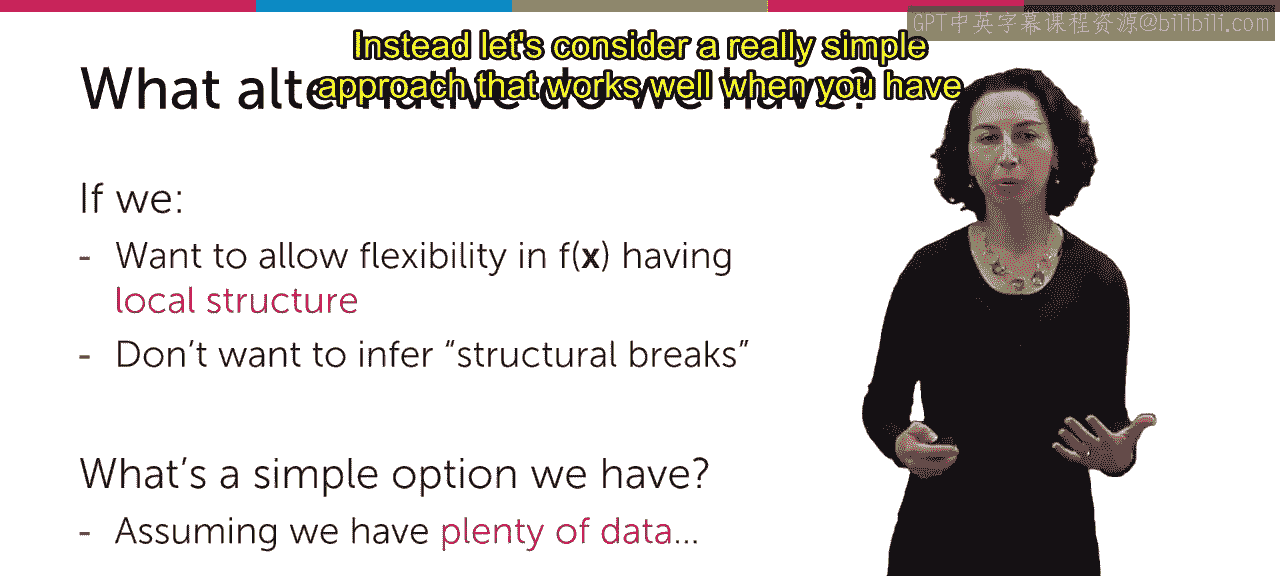 GPT中英字幕课程资源@bilibili.com
Instead let's consider a really simple
approach that works well when you have
What alternative do we have?
If we:
- Want to allow flexibility in f(x) having
local structure
- Don't want to infer “structural breaks”
What's a simple option we have?
- Assuming we have plenty of data...